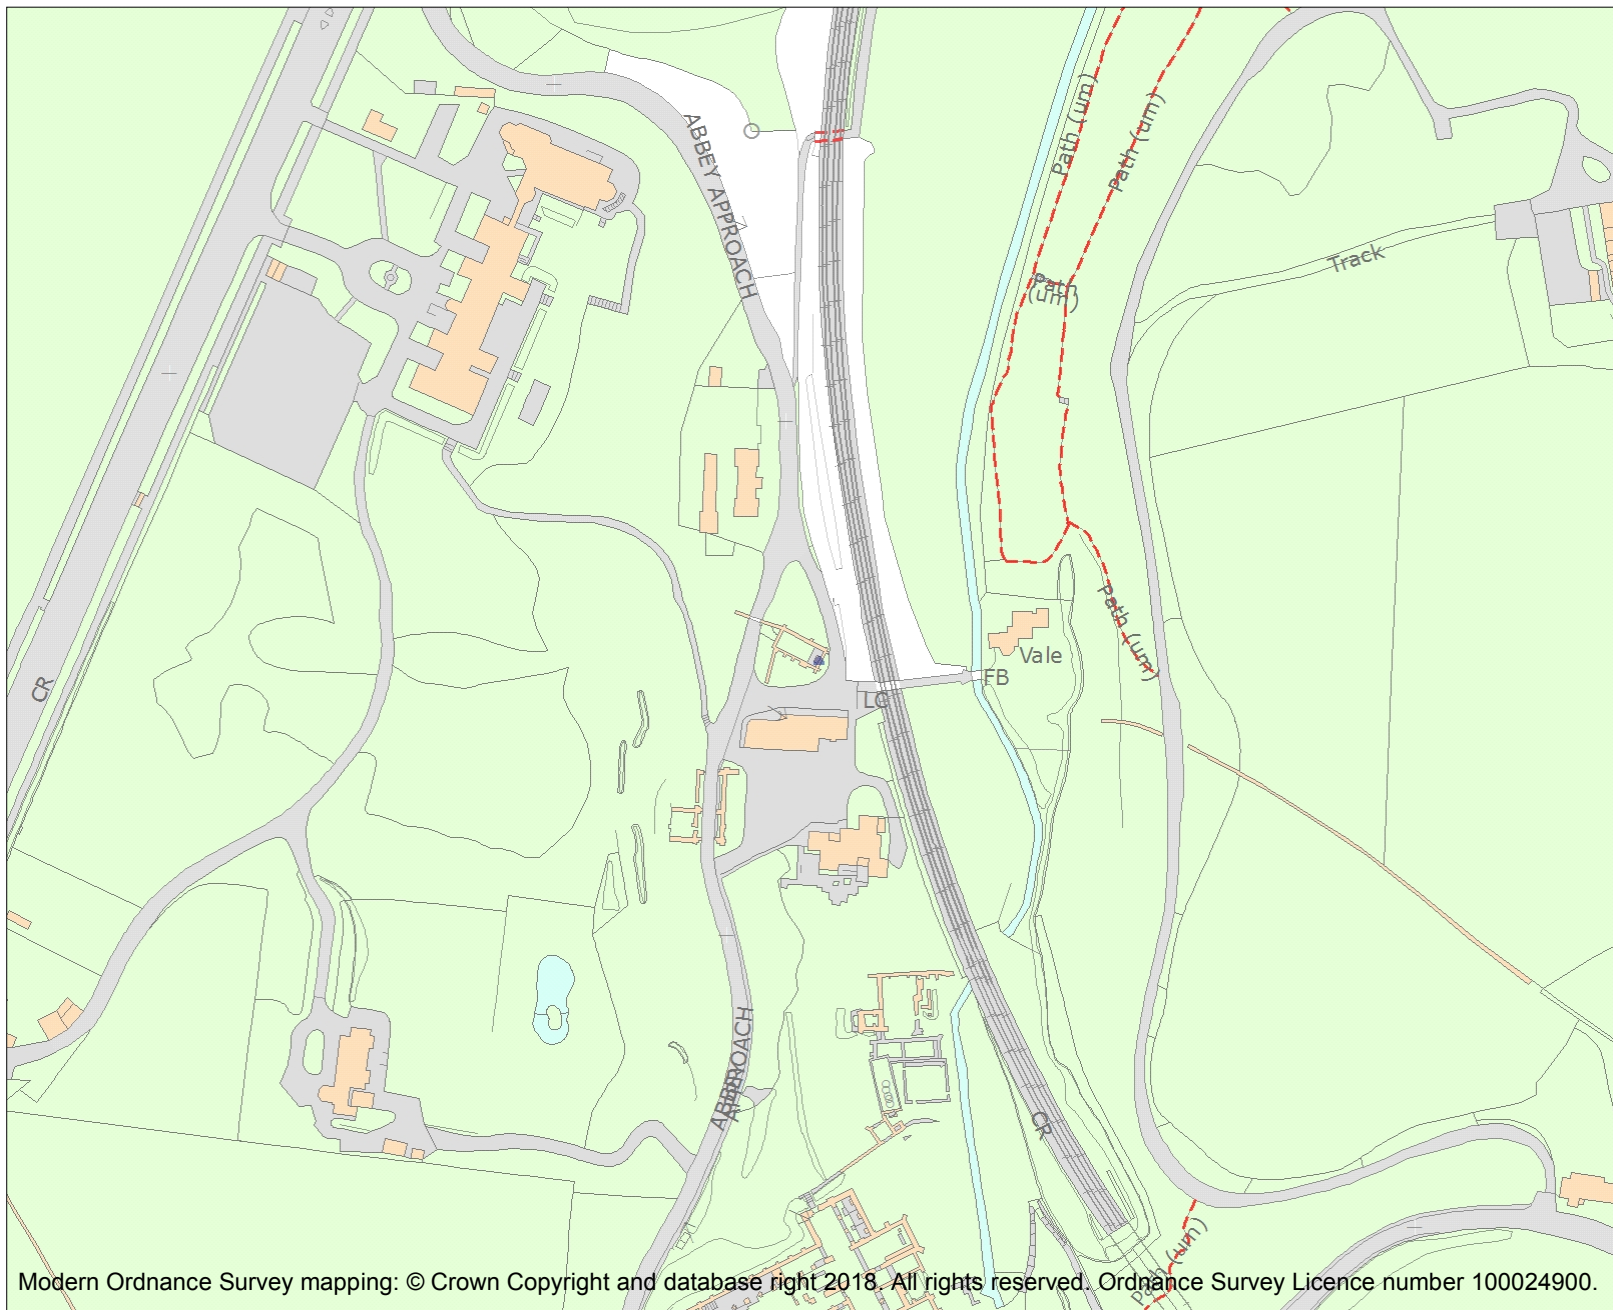 ABBEY APPROACH
Path (um)
Path (um)
Track
Path
(um)
Path (um)
Vale
FB
CR
LC
ABBEY
APPROACH
CR
Path (um)
Modern Ordnance Survey mapping: © Crown Copyright and database right 2018. All rights reserved. Ordnance Survey Licence number 100024900.